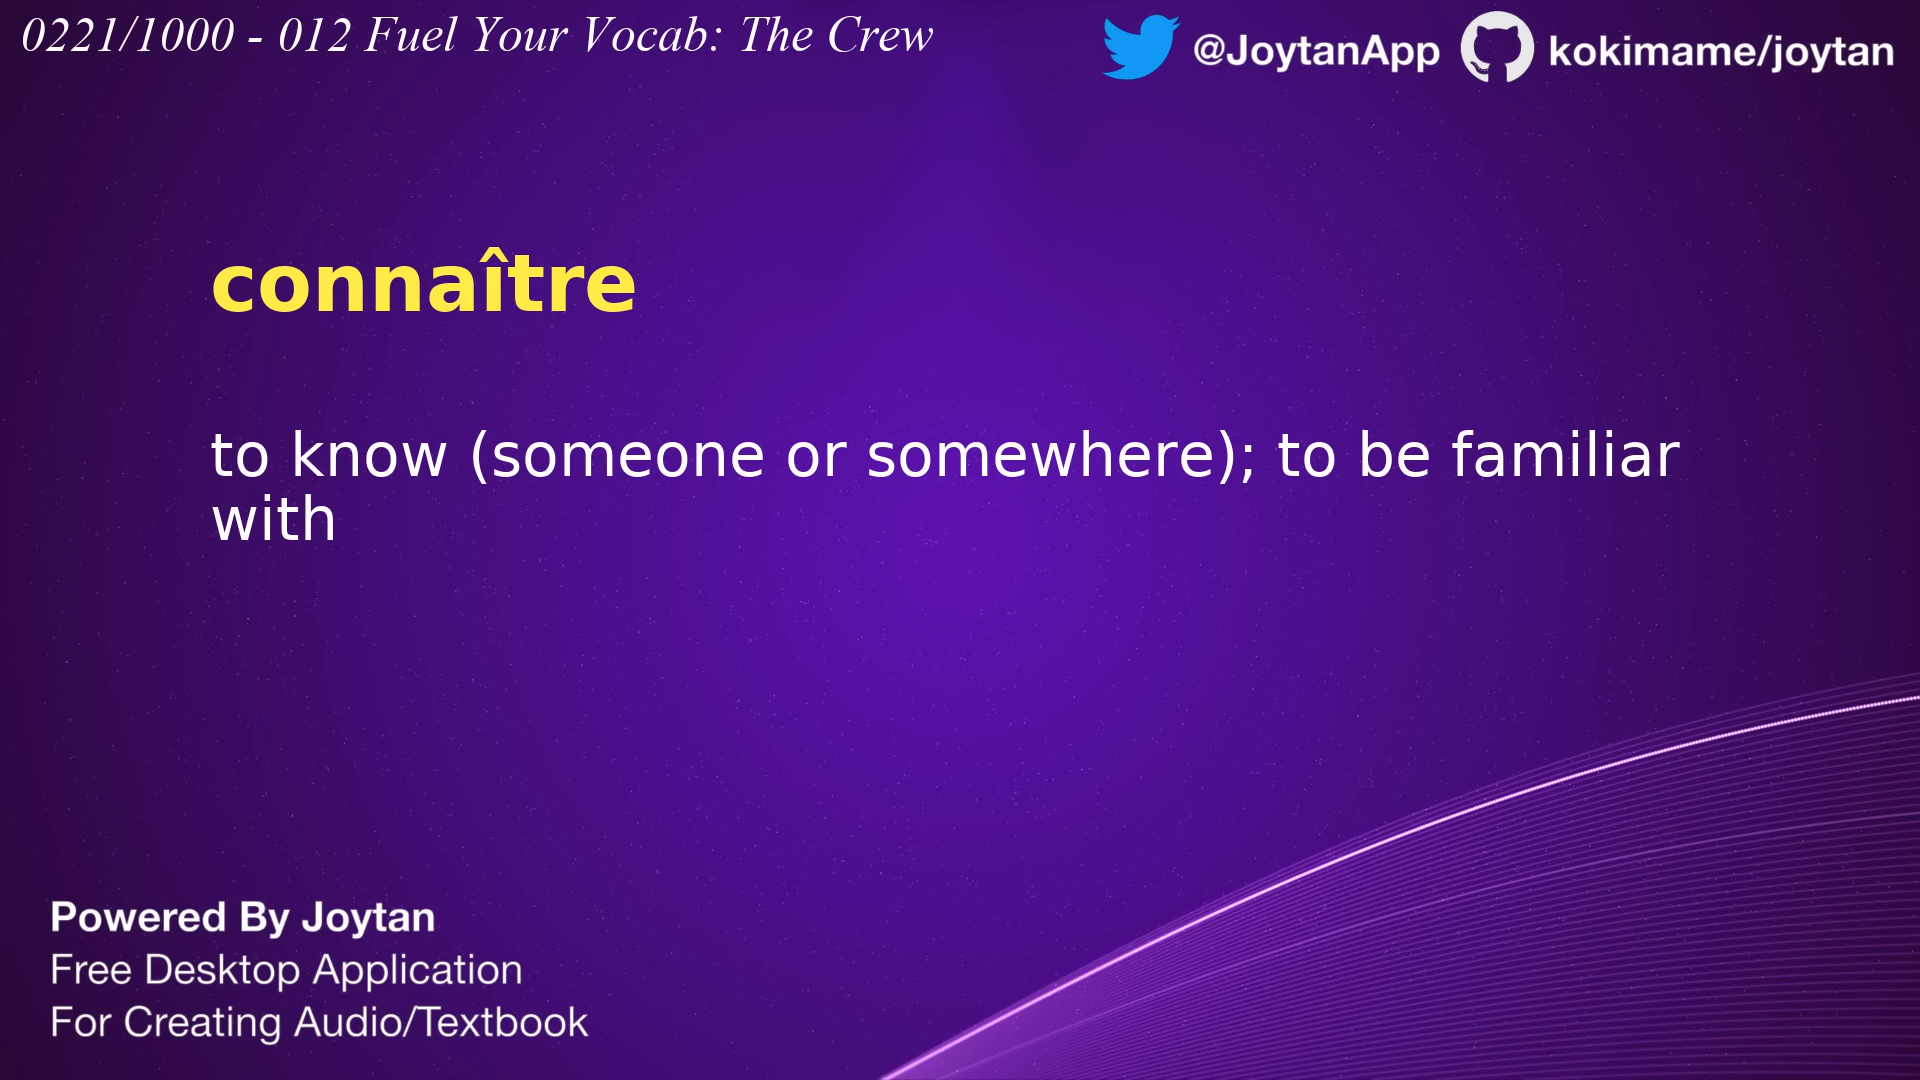 0221/1000 - 012 Fuel Your Vocab: The Crew
@JoytanApp
kokimame/joytan
connaître
to know (someone or somewhere); to be familiar
with
Powered By Joytan
Free Desktop Application
For Creating Audio/Textbook